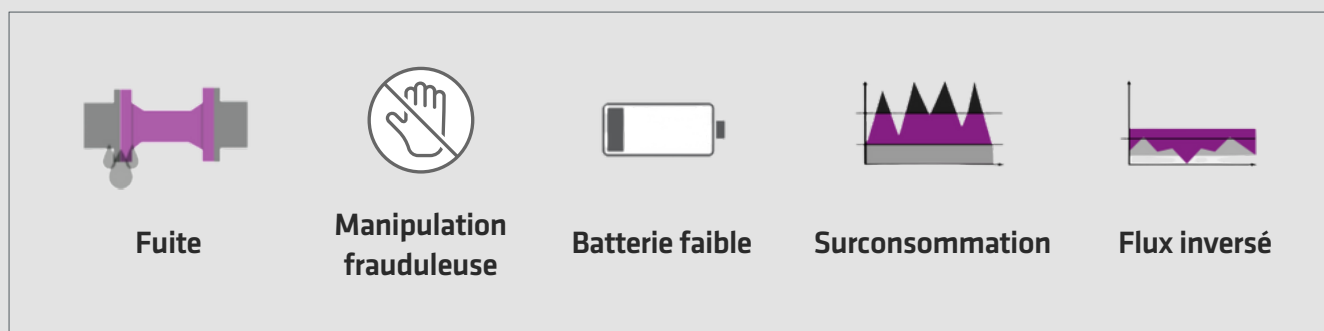 Fuite
Manipulation
frauduleuse
Batterie faible
Surconsommation
Flux inversé